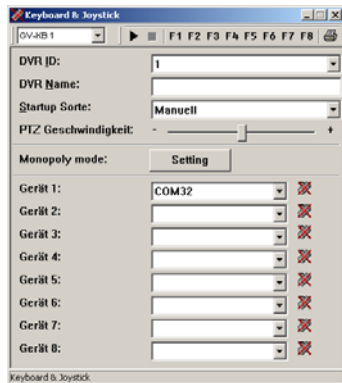 Keyboard & Joystick
GV-KB 1 F1 F2 F3 F4 F5 F6 F7 F8
DVR ID: 1
DVR Name:
Startup Sorte: Manuell
PTZ Geschwindigkeit: - +
Monopoly mode: Setting
Gerät 1: COM32
Gerät 2:
Gerät 3:
Gerät 4:
Gerät 5:
Gerät 6:
Gerät 7:
Gerät 8:
Keyboard & Joystick